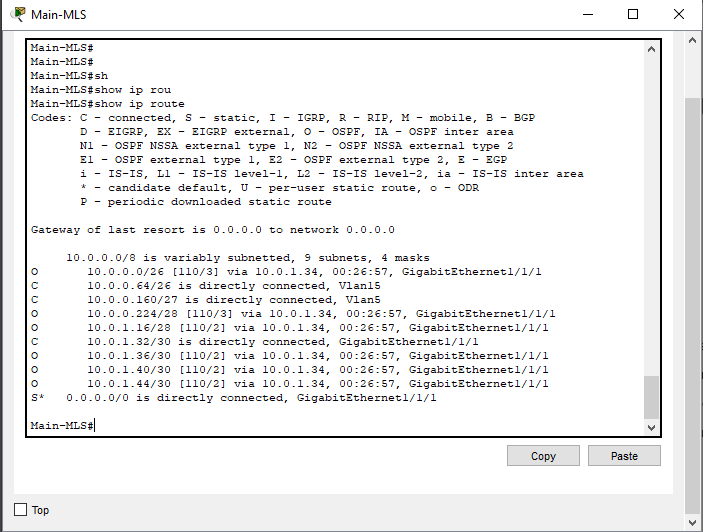 Main-MLS
Main-MLS#
Main-MLS#
Main-MLS#sh
Main-MLS#show ip rou
Main-MLS#show ip route
Codes: C - connected, S - static, I - IGRP, R - RIP, M - mobile, B - BGP
D - EIGRP, EX - EIGRP external, O - OSPF, IA - OSPF inter area
N1 - OSPF NSSA external type 1, N2 - OSPF NSSA external type 2
E1 - OSPF external type 1, E2 - OSPF external type 2, E - EGP
i - IS-IS, L1 - IS-IS level-1, L2 - IS-IS level-2, ia - IS-IS inter area
* - candidate default, U - per-user static route, o - ODR
P - periodic downloaded static route
Gateway of last resort is 0.0.0.0 to network 0.0.0.0
10.0.0.0/8 is variably subnetted, 9 subnets, 4 masks
O 10.0.0.0/26 [110/3] via 10.0.1.34, 00:26:57, GigabitEthernet1/1/1
C 10.0.0.64/26 is directly connected, Vlan15
C 10.0.0.160/27 is directly connected, Vlan5
O 10.0.0.224/28 [110/3] via 10.0.1.34, 00:26:57, GigabitEthernet1/1/1
O 10.0.1.16/28 [110/2] via 10.0.1.34, 00:26:57, GigabitEthernet1/1/1
C 10.0.1.32/30 is directly connected, GigabitEthernet1/1/1
O 10.0.1.36/30 [110/2] via 10.0.1.34, 00:26:57, GigabitEthernet1/1/1
O 10.0.1.40/30 [110/2] via 10.0.1.34, 00:26:57, GigabitEthernet1/1/1
O 10.0.1.44/30 [110/2] via 10.0.1.34, 00:26:57, GigabitEthernet1/1/1
S* 0.0.0.0/0 is directly connected, GigabitEthernet1/1/1
Main-MLS#
Copy Paste
Top